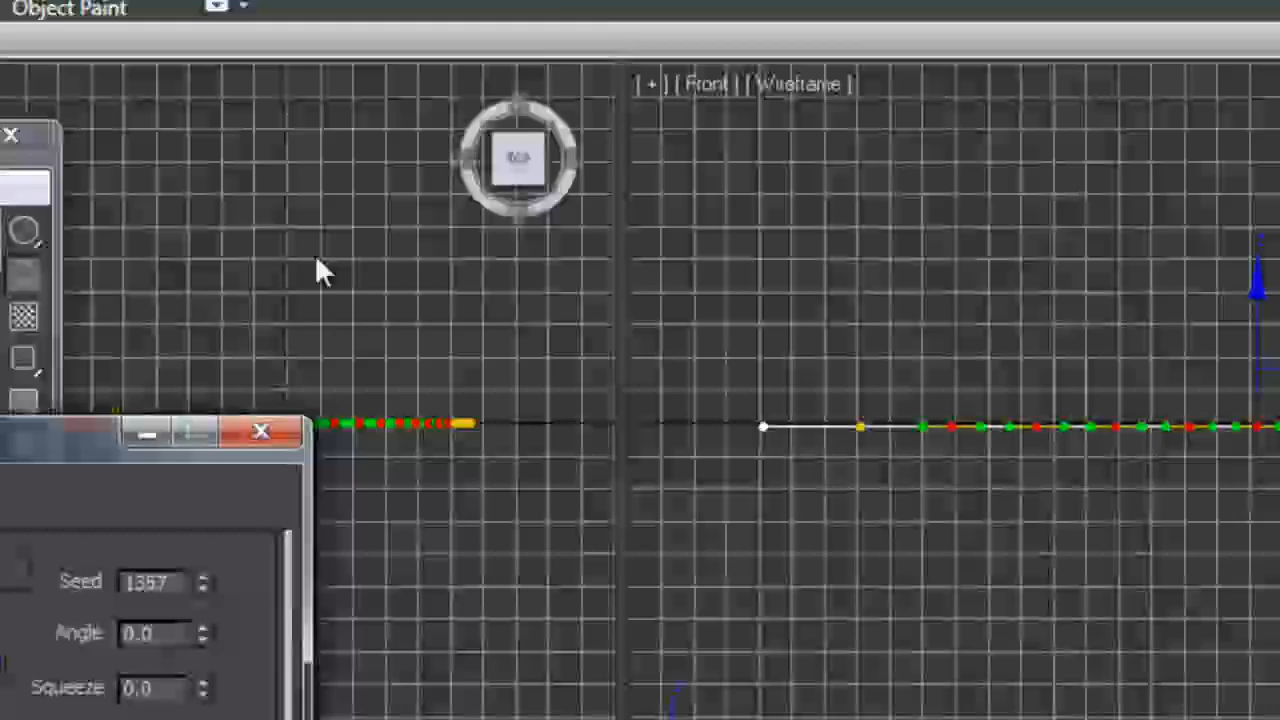 Object Paint
[ + ] [ Front ] [ Wireframe ]
Seed 1357
Angle 0.0
Squeeze 0.0